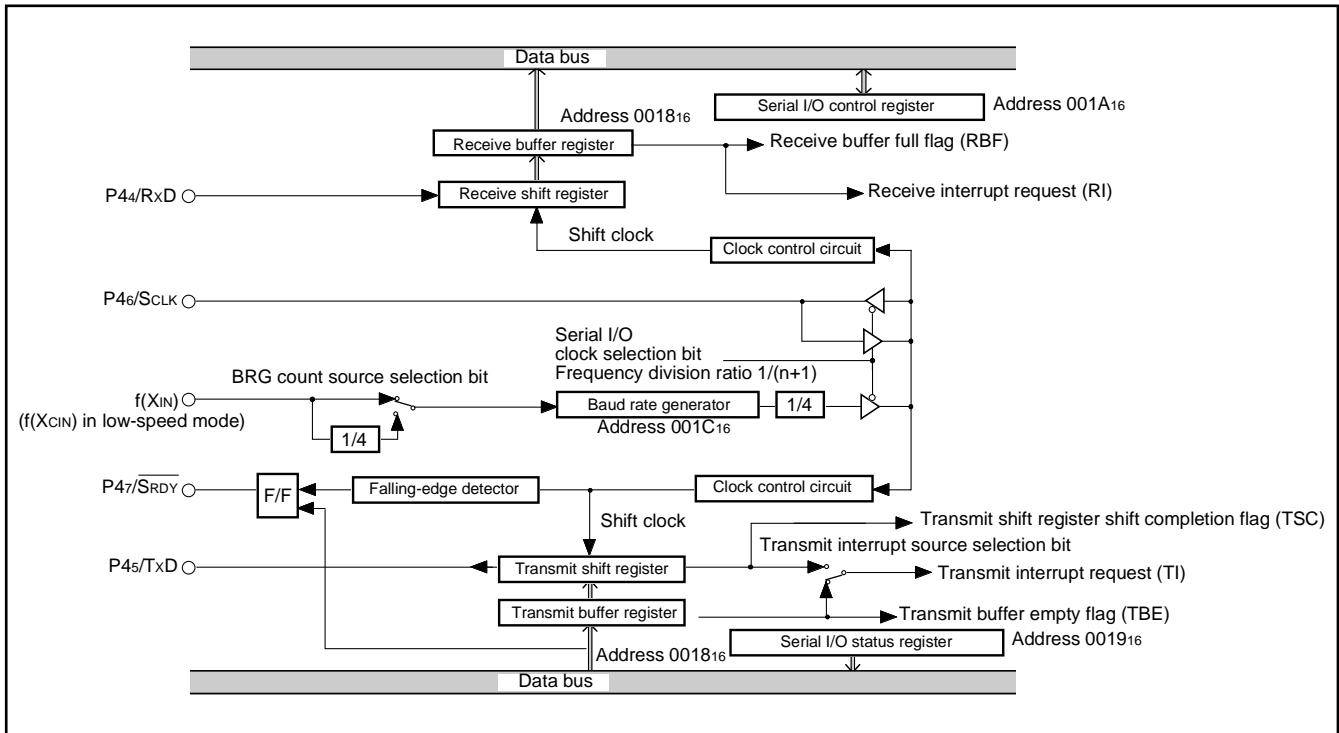 Data bus
Serial I/O control register
Address 001A16
Address 001816
Receive buffer register
Receive buffer full flag (RBF)
P44/RXD
Receive shift register
Receive interrupt request (RI)
Shift clock
Clock control circuit
P46/SCLK
Serial I/O
clock selection bit
Frequency division ratio 1/(n+1)
BRG count source selection bit
f(XIN)
(f(XCIN) in low-speed mode)
1/4
Baud rate generator
1/4
Address 001C16
P47/SRDY
F/F
Falling-edge detector
Clock control circuit
Shift clock
Transmit shift register shift completion flag (TSC)
Transmit interrupt source selection bit
P45/TXD
Transmit shift register
Transmit interrupt request (TI)
Transmit buffer register
Transmit buffer empty flag (TBE)
Serial I/O status register
Address 001916
Address 001816
Data bus